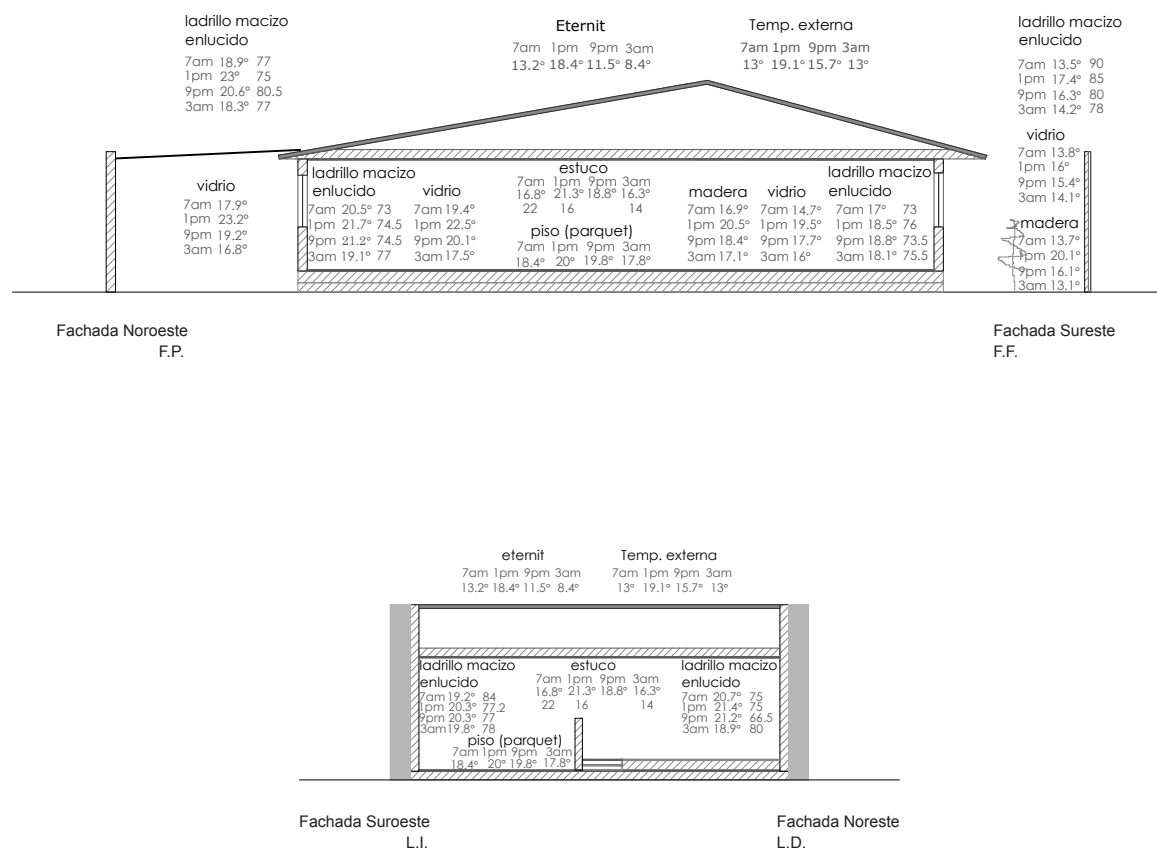 ladrillo macizo
enlucido
7am 18.9° 77
1pm 23° 75
9pm 20.6° 80.5
3am 18.3° 77
Eternit
7am 1pm 9pm 3am
13.2° 18.4° 11.5° 8.4°
Temp. externa
7am 1pm 9pm 3am
13° 19.1° 15.7° 13°
ladrillo macizo
enlucido
7am 13.5° 90
1pm 17.4° 85
9pm 16.3° 80
3am 14.2° 78
vidrio
7am 13.8°
1pm 16°
9pm 15.4°
3am 14.1°
madera
7am 13.7°
1pm 20.1°
9pm 16.1°
3am 13.1°
vidrio
7am 17.9°
1pm 23.2°
9pm 19.2°
3am 16.8°
ladrillo macizo
enlucido
7am 20.5° 73
1pm 21.7° 74.5
9pm 21.2° 74.5
3am 19.1° 77
vidrio
7am 19.4°
1pm 22.5°
9pm 20.1°
3am 17.5°
estuco
7am 1pm 9pm 3am
16.8° 21.3° 18.8° 16.3°
22 16 14
piso (parquet)
7am 1pm 9pm 3am
18.4° 20° 19.8° 17.8°
madera
7am 16.9°
1pm 20.5°
9pm 18.4°
3am 17.1°
vidrio
7am 14.7°
1pm 19.5°
9pm 17.7°
3am 16°
ladrillo macizo
enlucido
7am 17° 73
1pm 18.5° 76
9pm 18.8° 73.5
3am 18.1° 75.5
Fachada Noroeste
F.P.
Fachada Sureste
F.F.
eternit
7am 1pm 9pm 3am
13.2° 18.4° 11.5° 8.4°
Temp. externa
7am 1pm 9pm 3am
13° 19.1° 15.7° 13°
ladrillo macizo
enlucido
7am 19.2° 84
1pm 20.3° 77.2
9pm 20.3° 77
3am 19.8° 78
estuco
7am 1pm 9pm 3am
16.8° 21.3° 18.8° 16.3°
22 16 14
ladrillo macizo
enlucido
7am 20.7° 75
1pm 21.4° 75
9pm 21.2° 66.5
3am 18.9° 80
piso (parquet)
7am 1pm 9pm 3am
18.4° 20° 19.8° 17.8°
Fachada Suroeste
L.I.
Fachada Noreste
L.D.